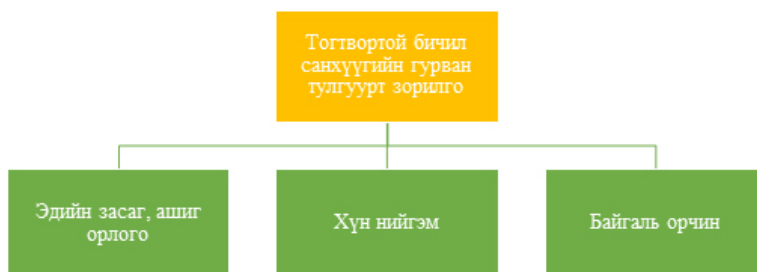 Тогтвортой бичил
санхүүгийн гурван
тулгуурт зорилго
Эдийн засаг, ашиг
орлого
Хүн нийгэм
Байгаль орчин